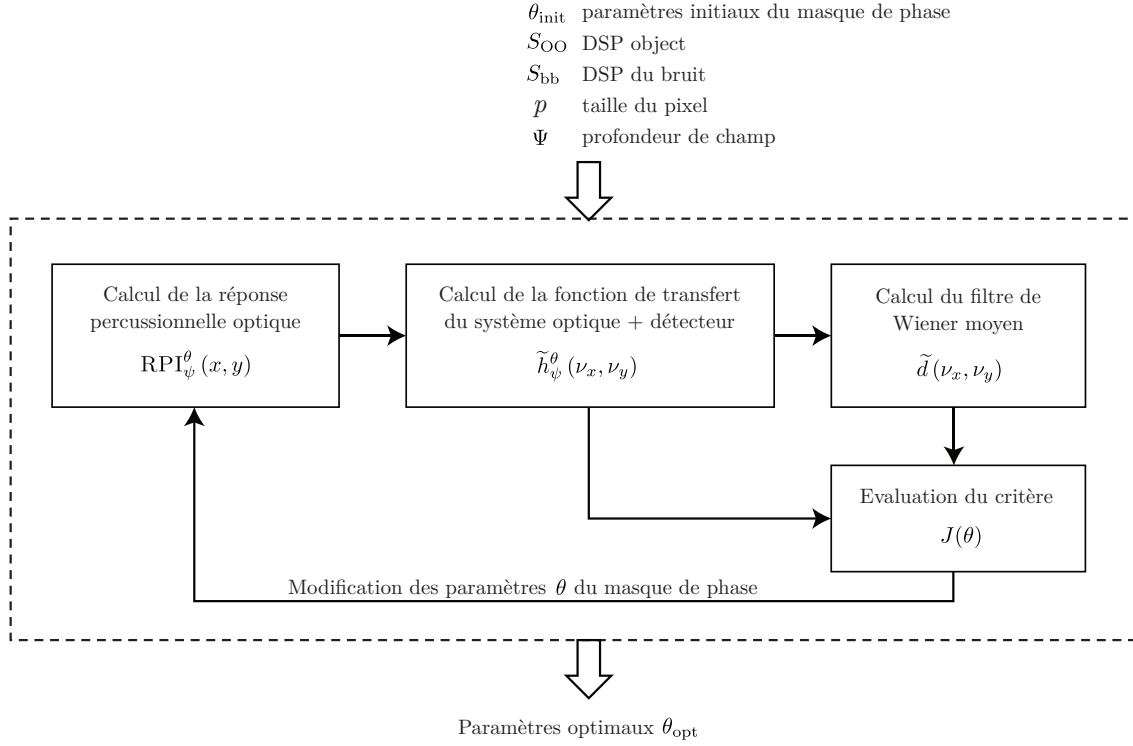 θ_init paramètres initiaux du masque de phase
S_OO DSP object
S_bb DSP du bruit
p taille du pixel
Ψ profondeur de champ
Calcul de la réponse
percussionnelle optique
RPI_ψ^θ (x, y)
Calcul de la fonction de transfert
du système optique + détecteur
h̃_ψ^θ (ν_x, ν_y)
Calcul du filtre de
Wiener moyen
d̃ (ν_x, ν_y)
Evaluation du critère
J(θ)
Modification des paramètres θ du masque de phase
Paramètres optimaux θ_opt